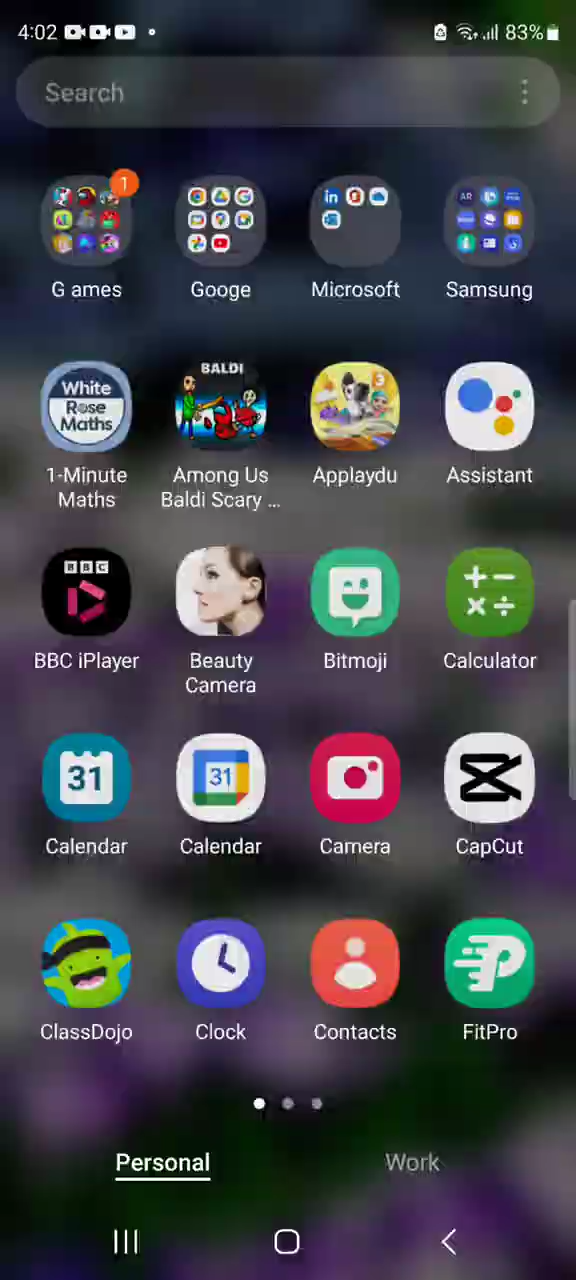 4:02
83%
Search
1
G ames
Googe
Microsoft
Samsung
White
Rose
Maths
BALDI
3
1-Minute
Maths
Among Us
Baldi Scary ...
Applaydu
Assistant
BBC
BBC iPlayer
Beauty
Camera
Bitmoji
Calculator
31
31
Calendar
Calendar
Camera
CapCut
ClassDojo
Clock
Contacts
FitPro
Personal
Work